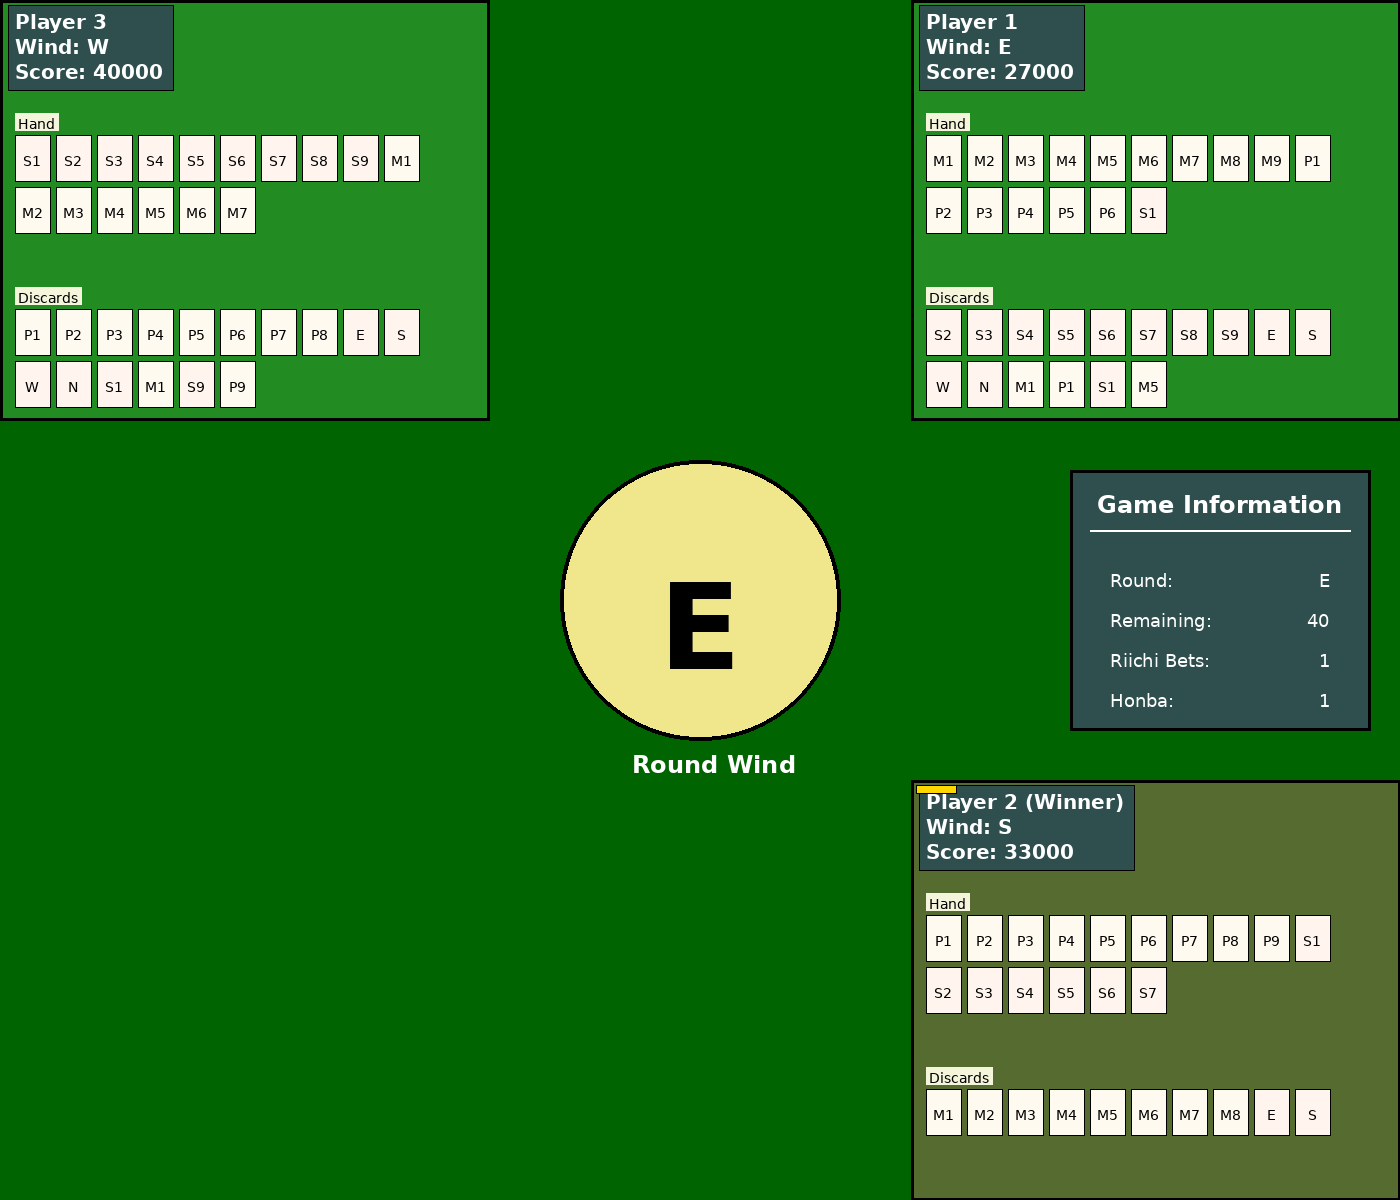 Player 3
Wind: W
Score: 40000
Hand
S1 S2 S3 S4 S5 S6 S7 S8 S9 M1
M2 M3 M4 M5 M6 M7
Discards
P1 P2 P3 P4 P5 P6 P7 P8 E S
W N S1 M1 S9 P9
Player 1
Wind: E
Score: 27000
Hand
M1 M2 M3 M4 M5 M6 M7 M8 M9 P1
P2 P3 P4 P5 P6 S1
Discards
S2 S3 S4 S5 S6 S7 S8 S9 E S
W N M1 P1 S1 M5
E
Round Wind
Game Information
Round: E
Remaining: 40
Riichi Bets: 1
Honba: 1
Player 2 (Winner)
Wind: S
Score: 33000
Hand
P1 P2 P3 P4 P5 P6 P7 P8 P9 S1
S2 S3 S4 S5 S6 S7
Discards
M1 M2 M3 M4 M5 M6 M7 M8 E S